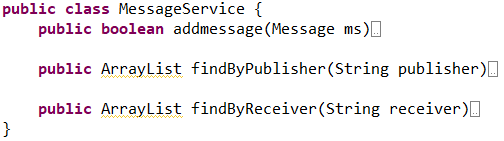 public class MessageService {
public boolean addmessage(Message ms)
public ArrayList findByPublisher(String publisher)
public ArrayList findByReceiver(String receiver)
}